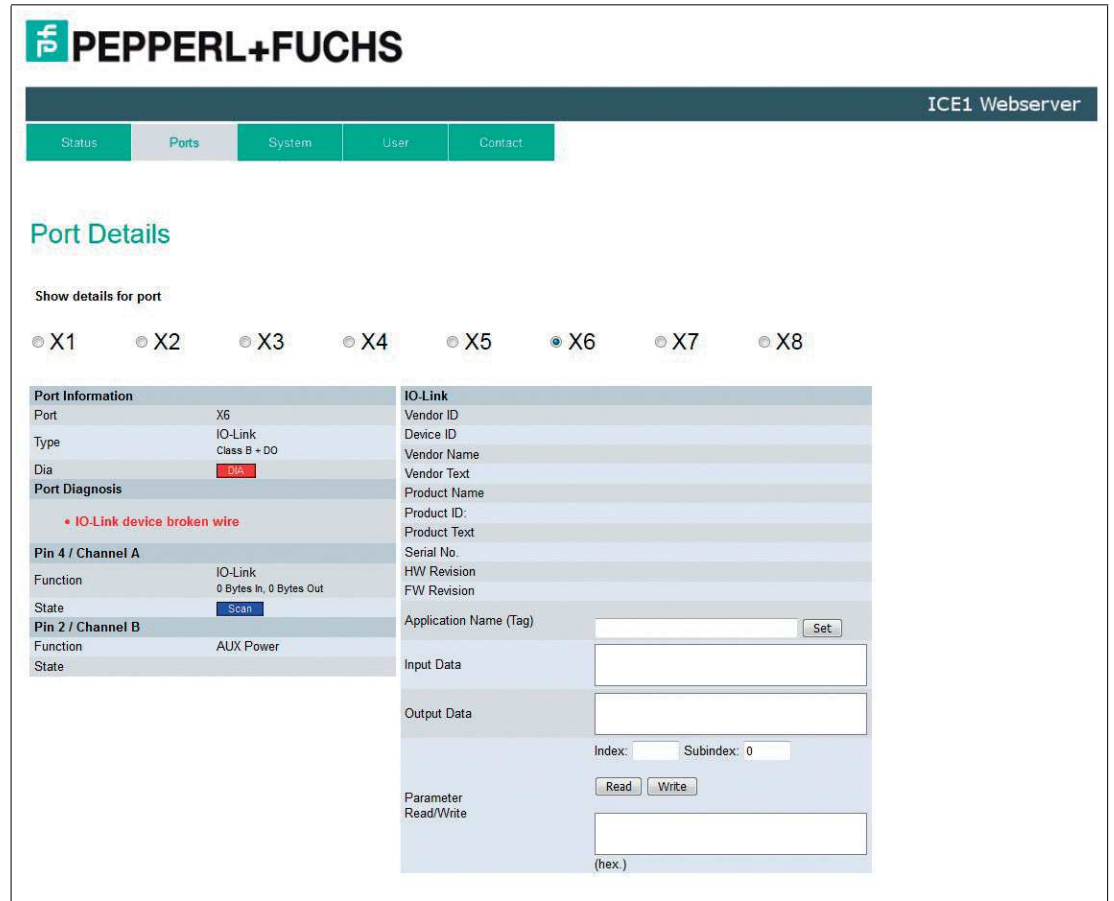 PEPPERL+FUCHS
ICE1 Webserver
Status Ports System User Contact
Port Details
Show details for port
X1 X2 X3 X4 X5 X6 X7 X8
Port Information
Port X6
Type IO-Link
Class B + DO
Dia DIA
Port Diagnosis
• IO-Link device broken wire
Pin 4 / Channel A
Function IO-Link
0 Bytes In, 0 Bytes Out
State Scan
Pin 2 / Channel B
Function AUX Power
State
IO-Link
Vendor ID
Device ID
Vendor Name
Vendor Text
Product Name
Product ID:
Product Text
Serial No.
HW Revision
FW Revision
Application Name (Tag) Set
Input Data
Output Data
Index: Subindex: 0
Read Write
Parameter
Read/Write
(hex.)